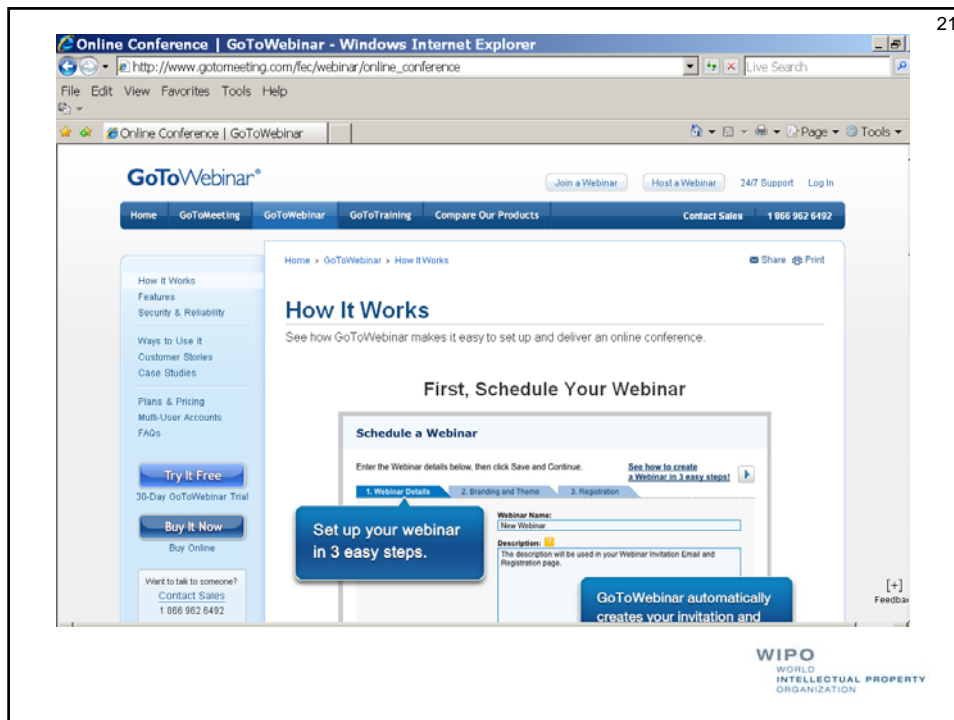 21
Online Conference | GoToWebinar - Windows Internet Explorer
http://www.gotomeeting.com/fec/webinar/online_conference
Live Search
File Edit View Favorites Tools Help
Online Conference | GoToWebinar
Page Tools
GoToWebinar®
Join a Webinar Host a Webinar 24/7 Support Log In
Home GoToMeeting GoToWebinar GoToTraining Compare Our Products Contact Sales 1 866 962 6492
Home > GoToWebinar > How It Works
Share Print
How It Works
Features
Security & Reliability
Ways to Use It
Customer Stories
Case Studies
Plans & Pricing
Multi-User Accounts
FAQs
Try It Free
30-Day GoToWebinar Trial
Buy It Now
Buy Online
Want to talk to someone?
Contact Sales
1 866 962 6492
How It Works
See how GoToWebinar makes it easy to set up and deliver an online conference.
First, Schedule Your Webinar
Schedule a Webinar
Enter the Webinar details below, then click Save and Continue.
See how to create
a Webinar in 3 easy steps!
1. Webinar Details 2. Branding and Theme 3. Registration
Set up your webinar
in 3 easy steps.
Webinar Name:
New Webinar
Description:
The description will be used in your Webinar Invitation Email and
Registration page.
GoToWebinar automatically
creates your invitation and
[+]
WIPO
WORLD
INTELLECTUAL PROPERTY
ORGANIZATION